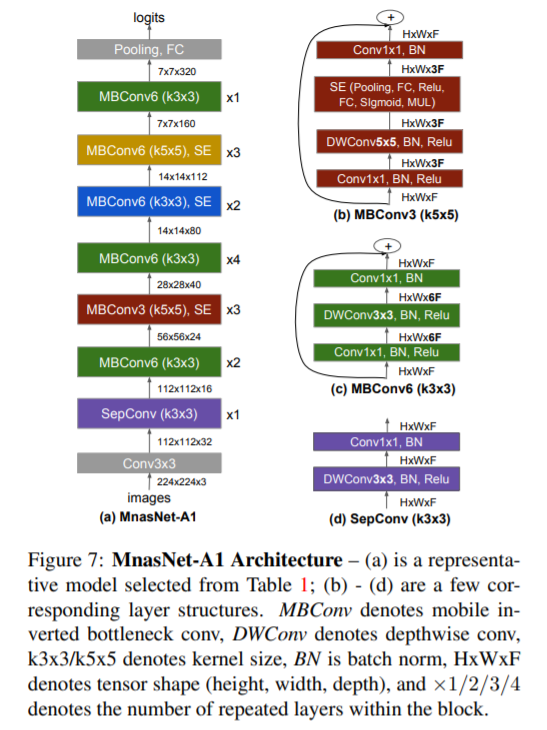 logits
Pooling, FC
7x7x320
MBConv6 (k3x3) x1
7x7x160
MBConv6 (k5x5), SE x3
14x14x112
MBConv6 (k3x3), SE x2
14x14x80
MBConv6 (k3x3) x4
28x28x40
MBConv3 (k5x5), SE x3
56x56x24
MBConv6 (k3x3) x2
112x112x16
SepConv (k3x3) x1
112x112x32
Conv3x3
224x224x3
images
(a) MnasNet-A1
+
HxWxF
Conv1x1, BN
HxWx3F
SE (Pooling, FC, Relu,
FC, SIgmoid, MUL)
HxWx3F
DWConv5x5, BN, Relu
HxWx3F
Conv1x1, BN, Relu
HxWxF
(b) MBConv3 (k5x5)
+
HxWxF
Conv1x1, BN
HxWx6F
DWConv3x3, BN, Relu
HxWx6F
Conv1x1, BN, Relu
HxWxF
(c) MBConv6 (k3x3)
HxWxF
Conv1x1, BN
HxWxF
DWConv3x3, BN, Relu
HxWxF
(d) SepConv (k3x3)
Figure 7: MnasNet-A1 Architecture – (a) is a representa-
tive model selected from Table 1; (b) - (d) are a few cor-
responding layer structures. MBConv denotes mobile in-
verted bottleneck conv, DWConv denotes depthwise conv,
k3x3/k5x5 denotes kernel size, BN is batch norm, HxWxF
denotes tensor shape (height, width, depth), and ×1/2/3/4
denotes the number of repeated layers within the block.